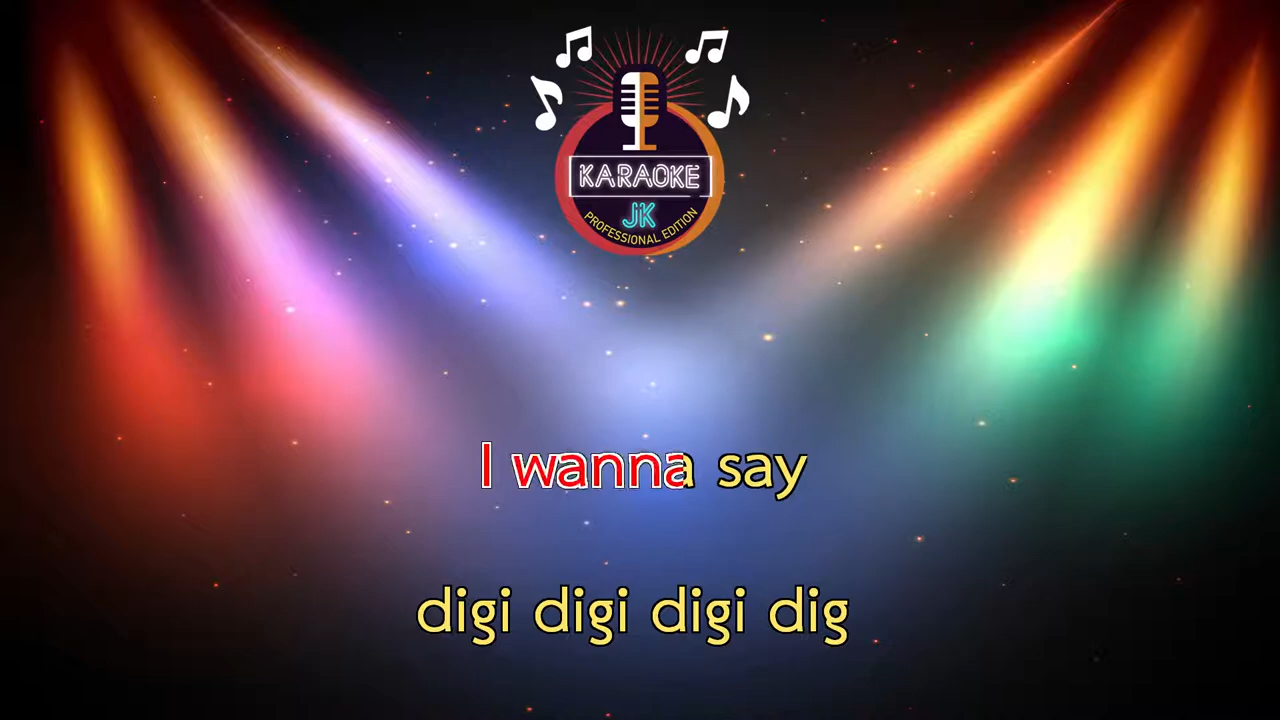 KARAOKE
JK
PROFESSIONAL EDITION
I wanna say
digi digi digi dig